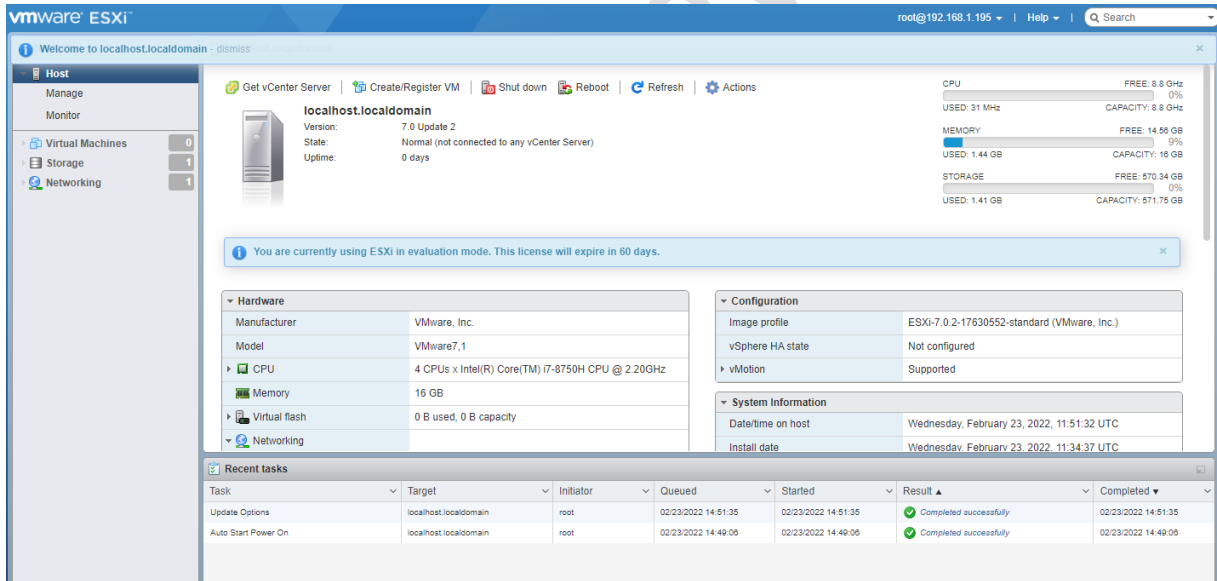 vmware ESXi™
root@192.168.1.195 | Help | Search
Welcome to localhost.localdomain - dismiss
Host
Manage
Monitor
Virtual Machines 0
Storage 1
Networking 1
Get vCenter Server | Create/Register VM | Shut down Reboot | Refresh | Actions
localhost.localdomain
Version: 7.0 Update 2
State: Normal (not connected to any vCenter Server)
Uptime: 0 days
CPU FREE: 8.8 GHz
0%
USED: 31 MHz CAPACITY: 8.8 GHz
MEMORY FREE: 14.56 GB
9%
USED: 1.44 GB CAPACITY: 16 GB
STORAGE FREE: 570.34 GB
0%
USED: 1.41 GB CAPACITY: 571.75 GB
You are currently using ESXi in evaluation mode. This license will expire in 60 days.
Hardware
Manufacturer VMware, Inc.
Model VMware7,1
CPU 4 CPUs x Intel(R) Core(TM) i7-8750H CPU @ 2.20GHz
Memory 16 GB
Virtual flash 0 B used, 0 B capacity
Networking
Configuration
Image profile ESXi-7.0.2-17630552-standard (VMware, Inc.)
vSphere HA state Not configured
vMotion Supported
System Information
Date/time on host Wednesday, February 23, 2022, 11:51:32 UTC
Install date Wednesday, February 23, 2022, 11:34:37 UTC
Recent tasks
Task Target Initiator Queued Started Result Completed
Update Options localhost.localdomain root 02/23/2022 14:51:35 02/23/2022 14:51:35 Completed successfully 02/23/2022 14:51:35
Auto Start Power On localhost.localdomain root 02/23/2022 14:49:06 02/23/2022 14:49:06 Completed successfully 02/23/2022 14:49:06